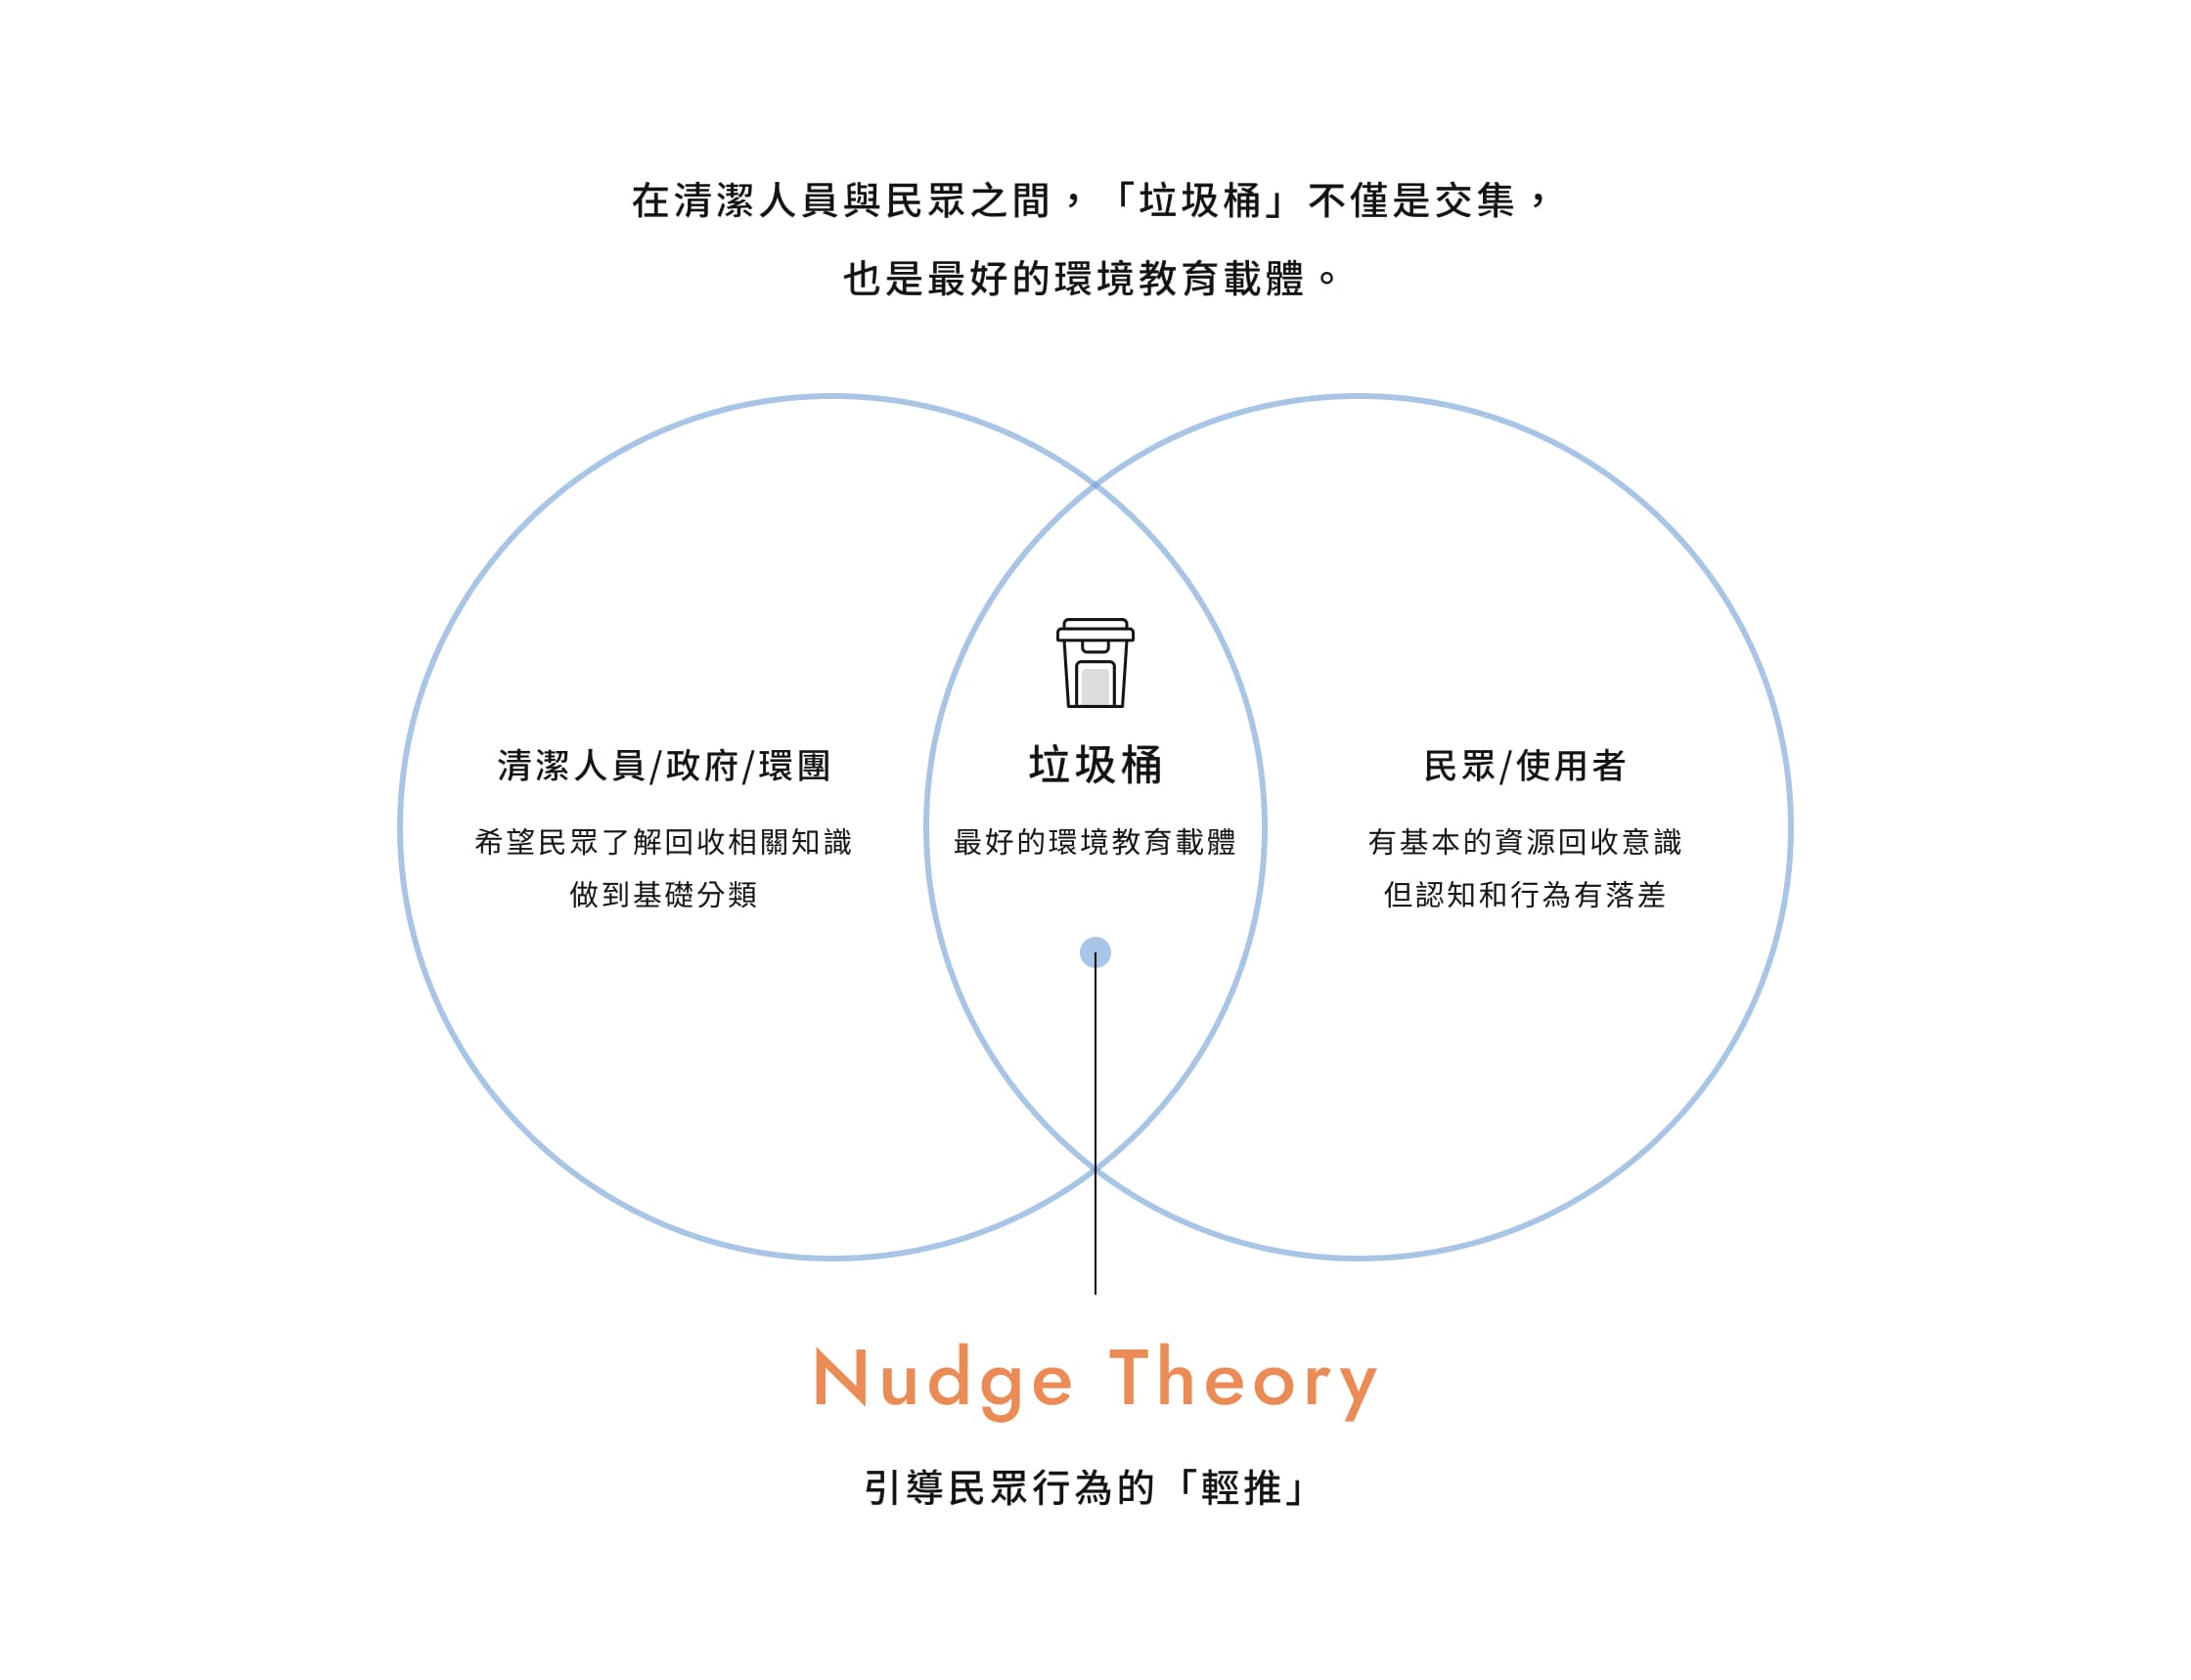 在清潔人員與民眾之間，「垃圾桶」不僅是交集，
也是最好的環境教育載體。
清潔人員/政府/環團
希望民眾了解回收相關知識
做到基礎分類
垃圾桶
最好的環境教育載體
民眾/使用者
有基本的資源回收意識
但認知和行為有落差
Nudge Theory
引導民眾行為的「輕推」